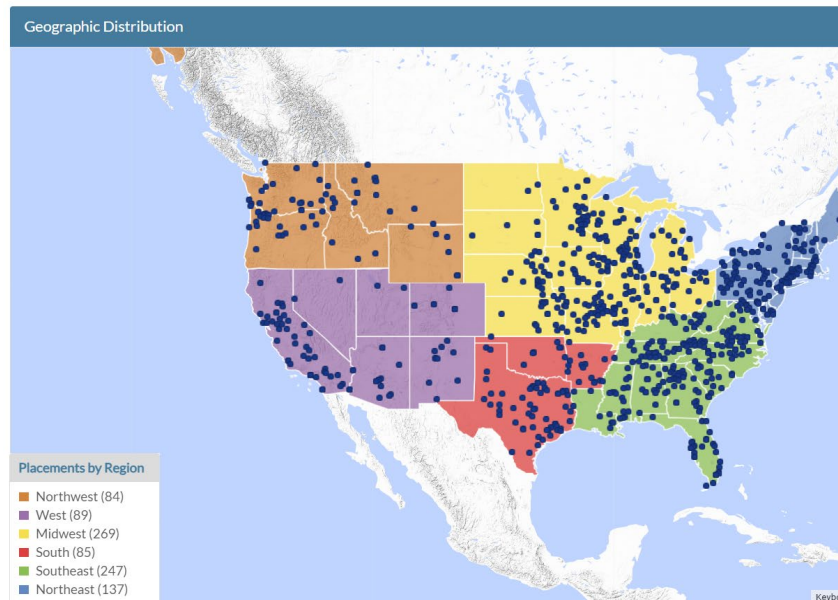 Geographic Distribution
Placements by Region
Northwest (84)
West (89)
Midwest (269)
South (85)
Southeast (247)
Northeast (137)